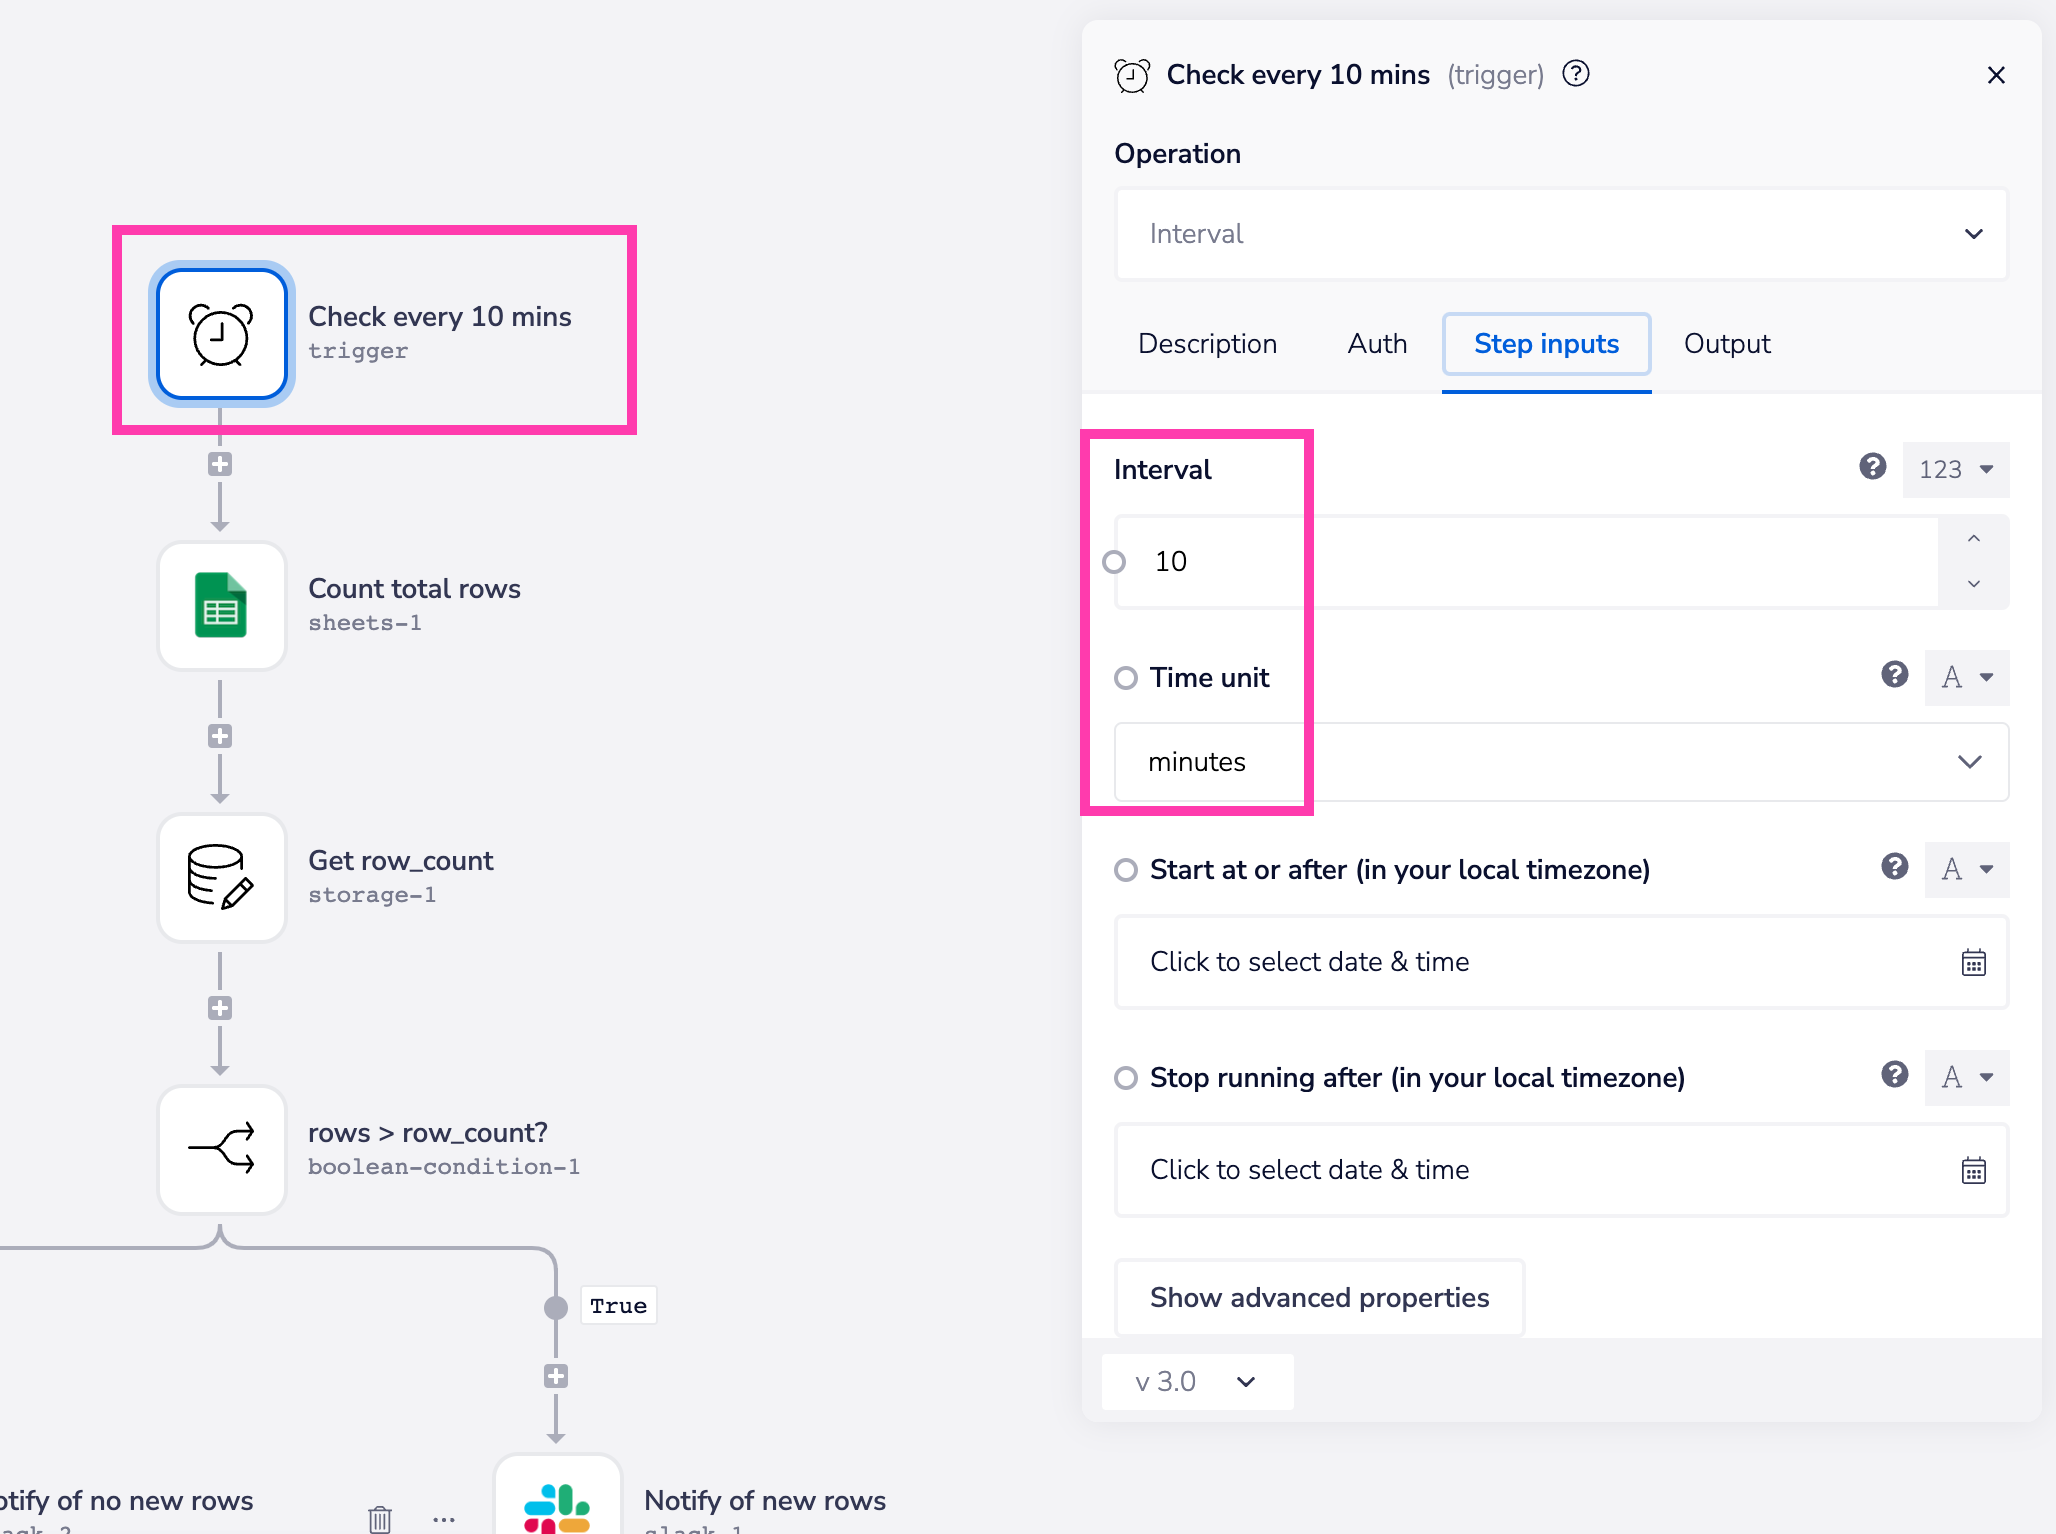 Check every 10 mins
trigger
Count total rows
sheets-1
Get row_count
storage-1
rows > row_count?
boolean-condition-1
True
otify of no new rows
Notify of new rows
slack-1
Check every 10 mins (trigger)
Operation
Interval
Description Auth Step inputs Output
Interval 123
10
Time unit A
minutes
Start at or after (in your local timezone) A
Click to select date & time
Stop running after (in your local timezone) A
Click to select date & time
Show advanced properties
v 3.0